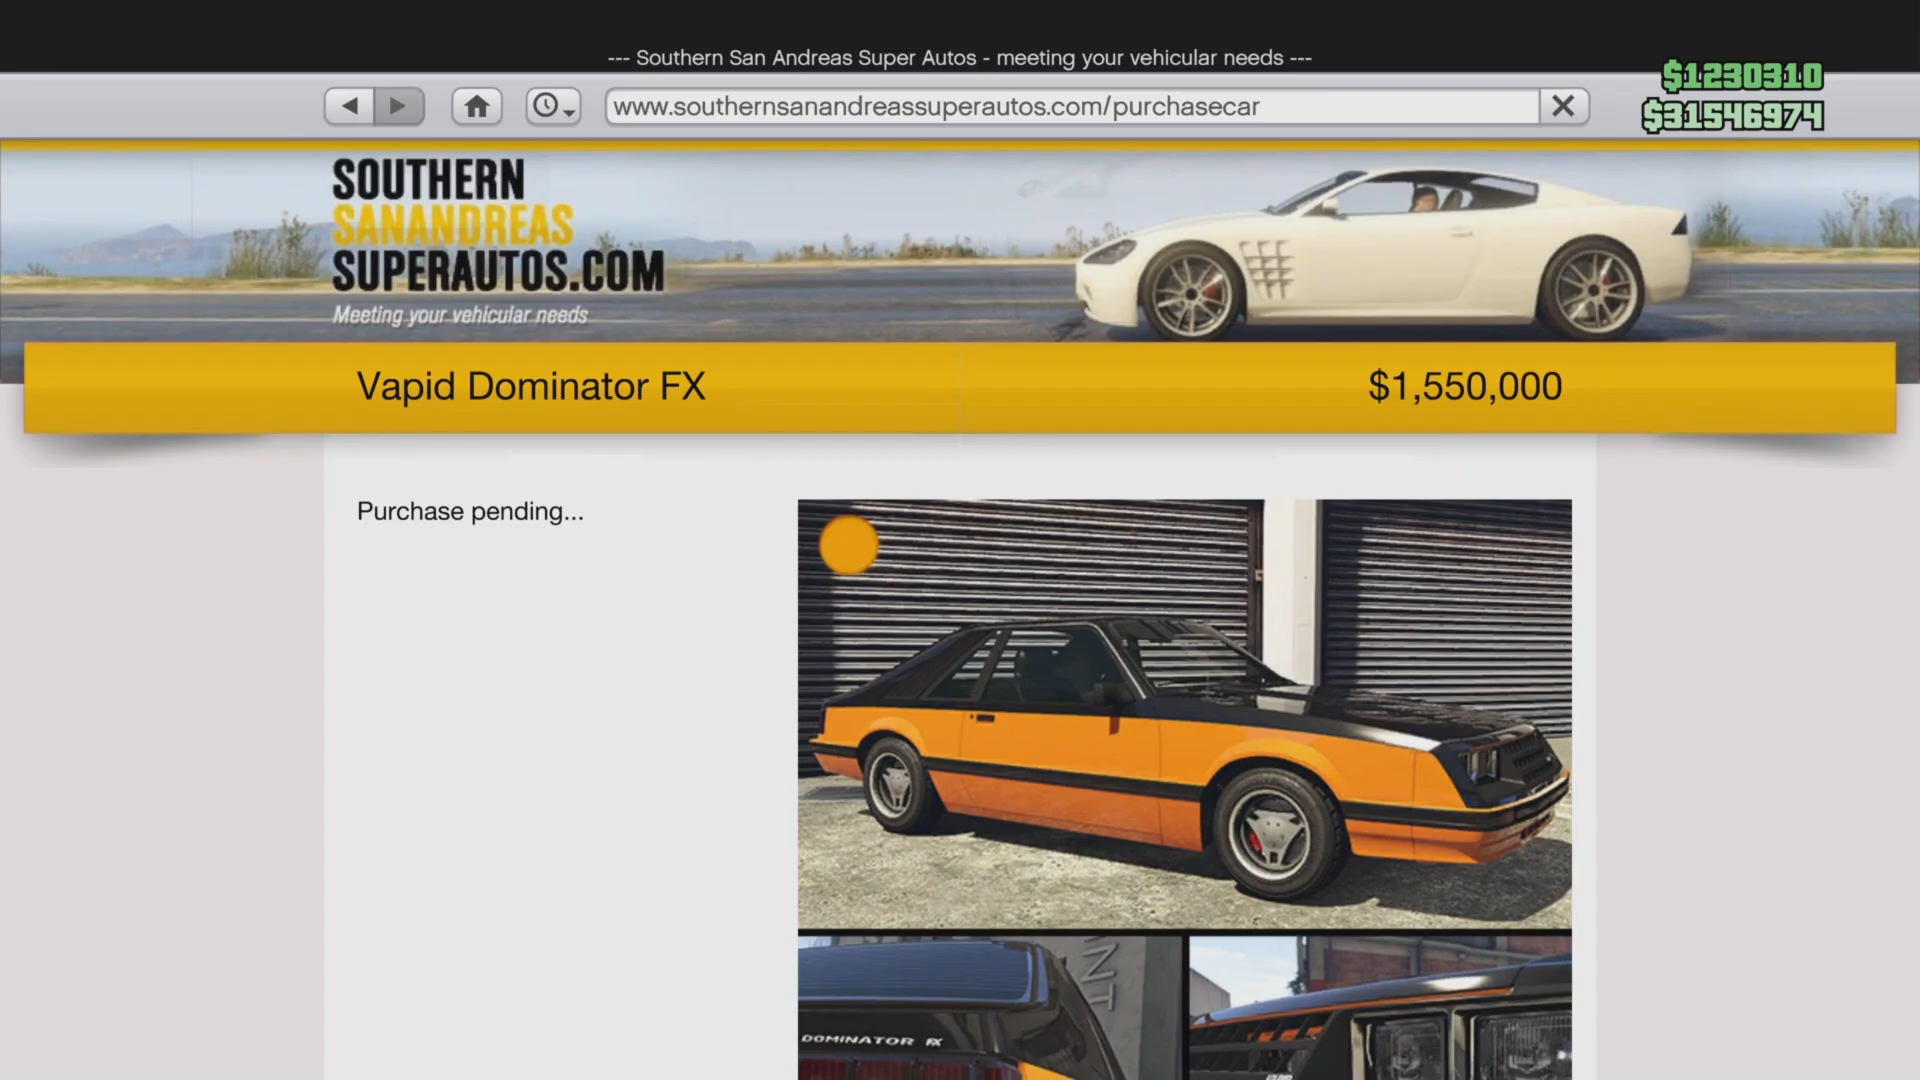 --- Southern San Andreas Super Autos - meeting your vehicular needs ---
$1230310
www.southernsanandreassuperautos.com/purchasecar
$31546974
SOUTHERN
SANANDREAS
SUPERAUTOS.COM
Meeting your vehicular needs
Vapid Dominator FX
$1,550,000
Purchase pending...
DOMINATOR FX